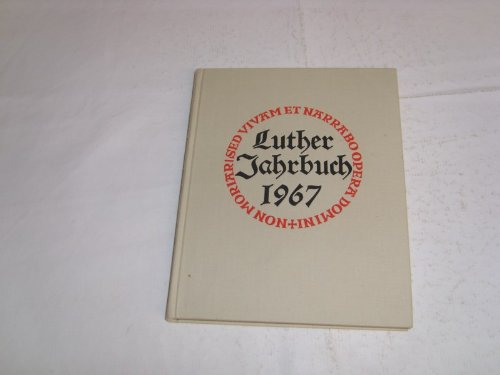 Luther
Jahrbuch
1967
NON MORIAR SED VIVAM ET NARRABO OPERA DOMINI